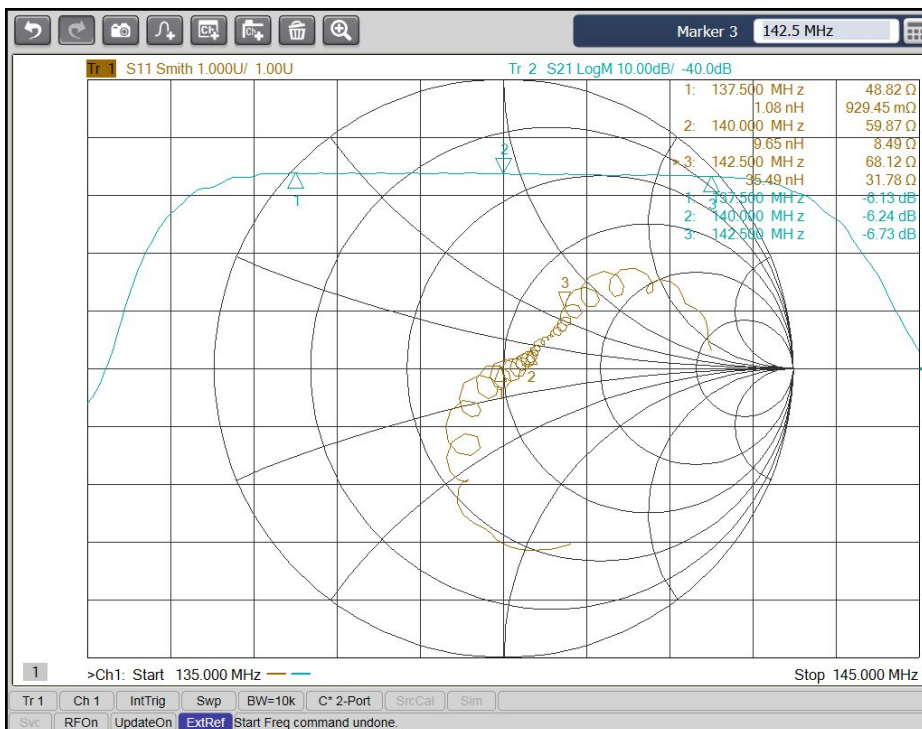 Marker 3 142.5 MHz
Tr 1 S11 Smith 1.000U/ 1.00U
Tr 2 S21 LogM 10.00dB/ -40.0dB
1: 137.500 MHz 48.82 Ω
1.08 nH 929.45 mΩ
2: 140.000 MHz 59.87 Ω
9.65 nH 8.49 Ω
> 3: 142.500 MHz 68.12 Ω
35.49 nH 31.78 Ω
1: 137.500 MHz -6.13 dB
2: 140.000 MHz -6.24 dB
3: 142.500 MHz -6.73 dB
2
1
3
3
2
1
1
>Ch1: Start 135.000 MHz
Stop 145.000 MHz
Tr 1 Ch 1 IntTrig Swp BW=10k C* 2-Port SrcCal Sim
Svc RFOn UpdateOn ExtRef Start Freq command undone.